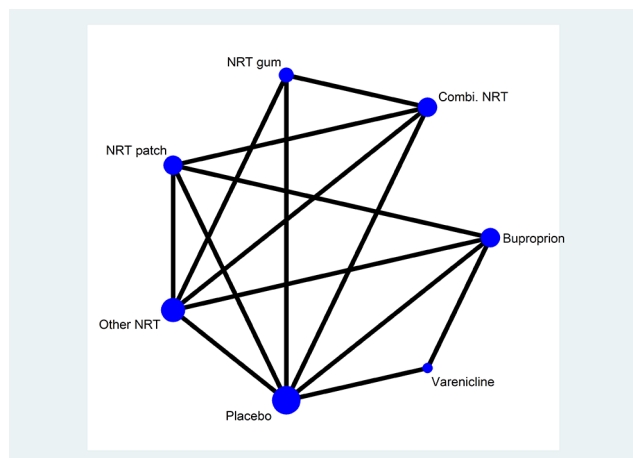 NRT gum
Combi. NRT
NRT patch
Buproprion
Other NRT
Varenicline
Placebo